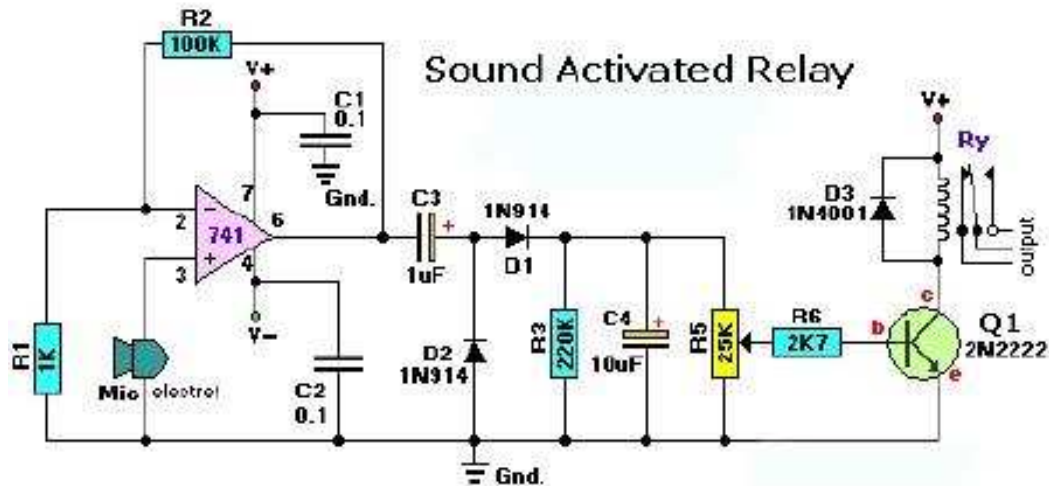 R2
100K
Sound Activated Relay
V+
C1
0.1
Gnd.
7
2
−
741
6
+
3
4
V−
C3
+
1uF
1N914
D1
V+
Ry
D3
1N4001
output
R1
1K
Mic electret
C2
0.1
D2
1N914
R3
220K
C4
+
10uF
R5
25K
R6
2K7
b
c
e
Q1
2N2222
Gnd.